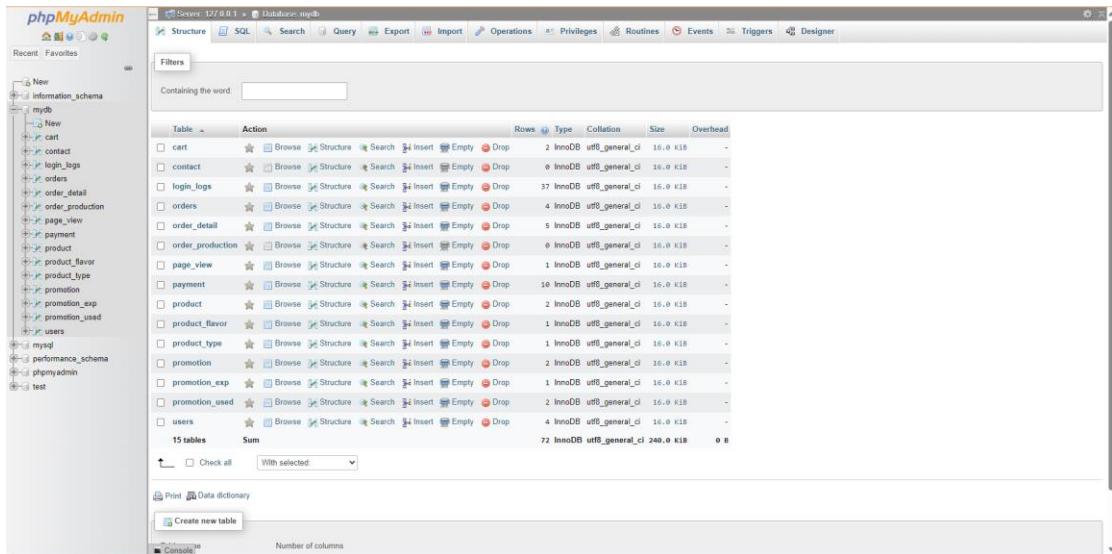 phpMyAdmin
Recent Favorites
New
information_schema
mydb
New
cart
contact
login_logs
orders
order_detail
order_production
page_view
payment
product
product_flavor
product_type
promotion
promotion_exp
promotion_used
users
mysql
performance_schema
phpmyadmin
test
Server: 127.0.0.1 » Database: mydb
Structure SQL Search Query Export Import Operations Privileges Routines Events Triggers Designer
Filters
Containing the word:
Table Action Rows Type Collation Size Overhead
cart Browse Structure Search Insert Empty Drop 2 InnoDB utf8_general_ci 16.0 KiB -
contact Browse Structure Search Insert Empty Drop 0 InnoDB utf8_general_ci 16.0 KiB -
login_logs Browse Structure Search Insert Empty Drop 37 InnoDB utf8_general_ci 16.0 KiB -
orders Browse Structure Search Insert Empty Drop 4 InnoDB utf8_general_ci 16.0 KiB -
order_detail Browse Structure Search Insert Empty Drop 5 InnoDB utf8_general_ci 16.0 KiB -
order_production Browse Structure Search Insert Empty Drop 0 InnoDB utf8_general_ci 16.0 KiB -
page_view Browse Structure Search Insert Empty Drop 1 InnoDB utf8_general_ci 16.0 KiB -
payment Browse Structure Search Insert Empty Drop 10 InnoDB utf8_general_ci 16.0 KiB -
product Browse Structure Search Insert Empty Drop 2 InnoDB utf8_general_ci 16.0 KiB -
product_flavor Browse Structure Search Insert Empty Drop 1 InnoDB utf8_general_ci 16.0 KiB -
product_type Browse Structure Search Insert Empty Drop 1 InnoDB utf8_general_ci 16.0 KiB -
promotion Browse Structure Search Insert Empty Drop 2 InnoDB utf8_general_ci 16.0 KiB -
promotion_exp Browse Structure Search Insert Empty Drop 1 InnoDB utf8_general_ci 16.0 KiB -
promotion_used Browse Structure Search Insert Empty Drop 2 InnoDB utf8_general_ci 16.0 KiB -
users Browse Structure Search Insert Empty Drop 4 InnoDB utf8_general_ci 16.0 KiB -
15 tables Sum 72 InnoDB utf8_general_ci 240.0 KiB 0 B
Check all With selected:
Print Data dictionary
Create new table
Number of columns
Console